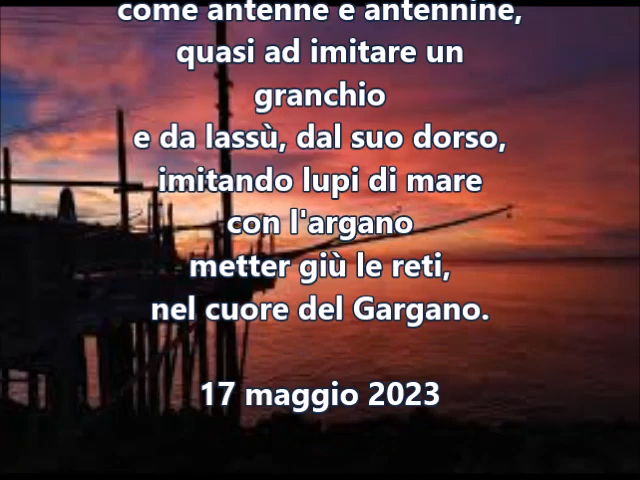 come antenne e antennine,
quasi ad imitare un
granchio
e da lassù, dal suo dorso,
imitando lupi di mare
con l'argano
metter giù le reti,
nel cuore del Gargano.
17 maggio 2023